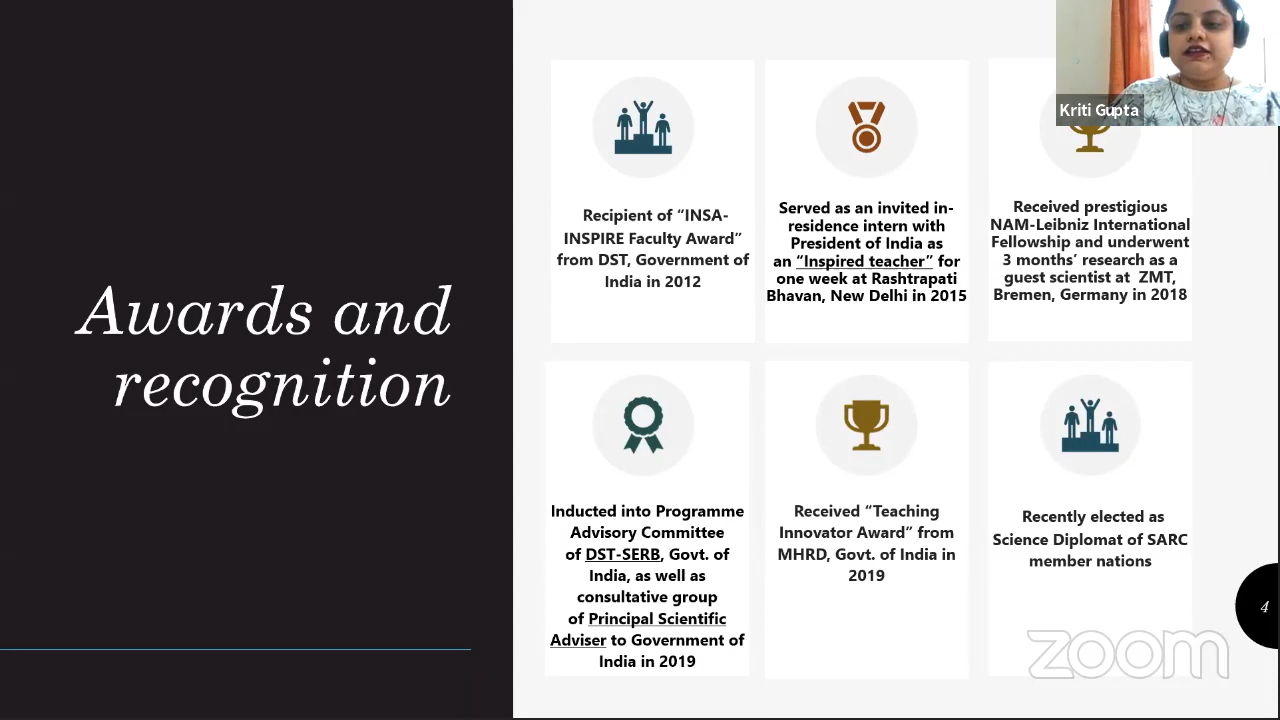 Awards and
recognition
Recipient of “INSA-
INSPIRE Faculty Award”
from DST, Government of
India in 2012
Served as an invited in-
residence intern with
President of India as
an “Inspired teacher” for
one week at Rashtrapati
Bhavan, New Delhi in 2015
Received prestigious
NAM-Leibniz International
Fellowship and underwent
3 months’ research as a
guest scientist at ZMT,
Bremen, Germany in 2018
Inducted into Programme
Advisory Committee
of DST-SERB, Govt. of
India, as well as
consultative group
of Principal Scientific
Adviser to Government of
India in 2019
Received “Teaching
Innovator Award” from
MHRD, Govt. of India in
2019
Recently elected as
Science Diplomat of SARC
member nations
Kriti Gupta
4
zoom